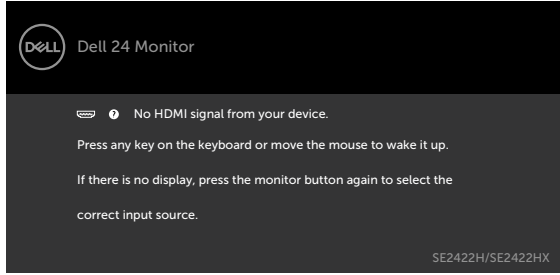 DELL
Dell 24 Monitor
? No HDMI signal from your device.
Press any key on the keyboard or move the mouse to wake it up.
If there is no display, press the monitor button again to select the
correct input source.
SE2422H/SE2422HX